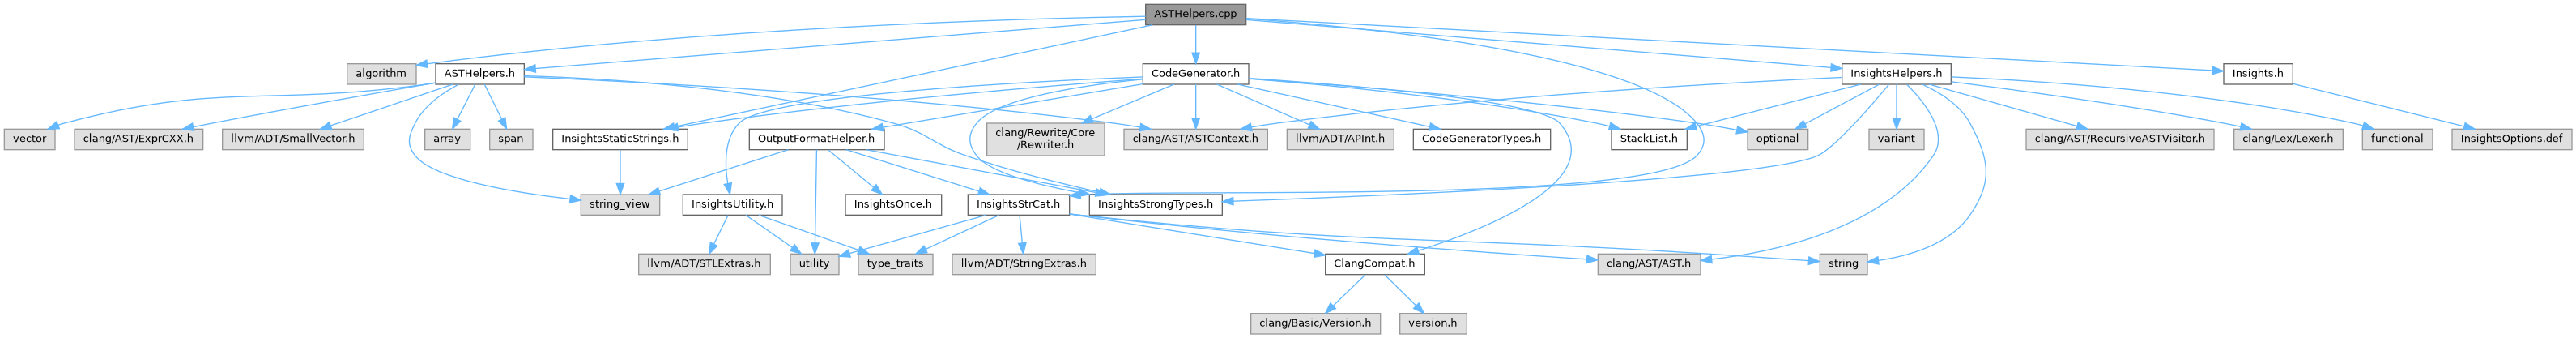 ASTHelpers.cpp
algorithm
ASTHelpers.h
CodeGenerator.h
InsightsHelpers.h
Insights.h
vector
clang/AST/ExprCXX.h
llvm/ADT/SmallVector.h
array
span
InsightsStaticStrings.h
OutputFormatHelper.h
clang/Rewrite/Core
/Rewriter.h
clang/AST/ASTContext.h
llvm/ADT/APInt.h
CodeGeneratorTypes.h
StackList.h
optional
variant
clang/AST/RecursiveASTVisitor.h
clang/Lex/Lexer.h
functional
InsightsOptions.def
string_view
InsightsUtility.h
InsightsOnce.h
InsightsStrCat.h
InsightsStrongTypes.h
llvm/ADT/STLExtras.h
utility
type_traits
llvm/ADT/StringExtras.h
ClangCompat.h
clang/AST/AST.h
string
clang/Basic/Version.h
version.h